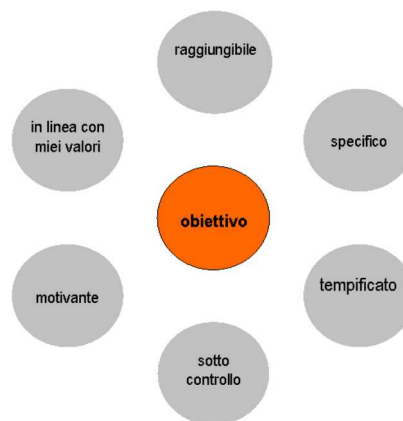 raggiungibile
in linea con
miei valori
specifico
obiettivo
motivante
tempificato
sotto
controllo